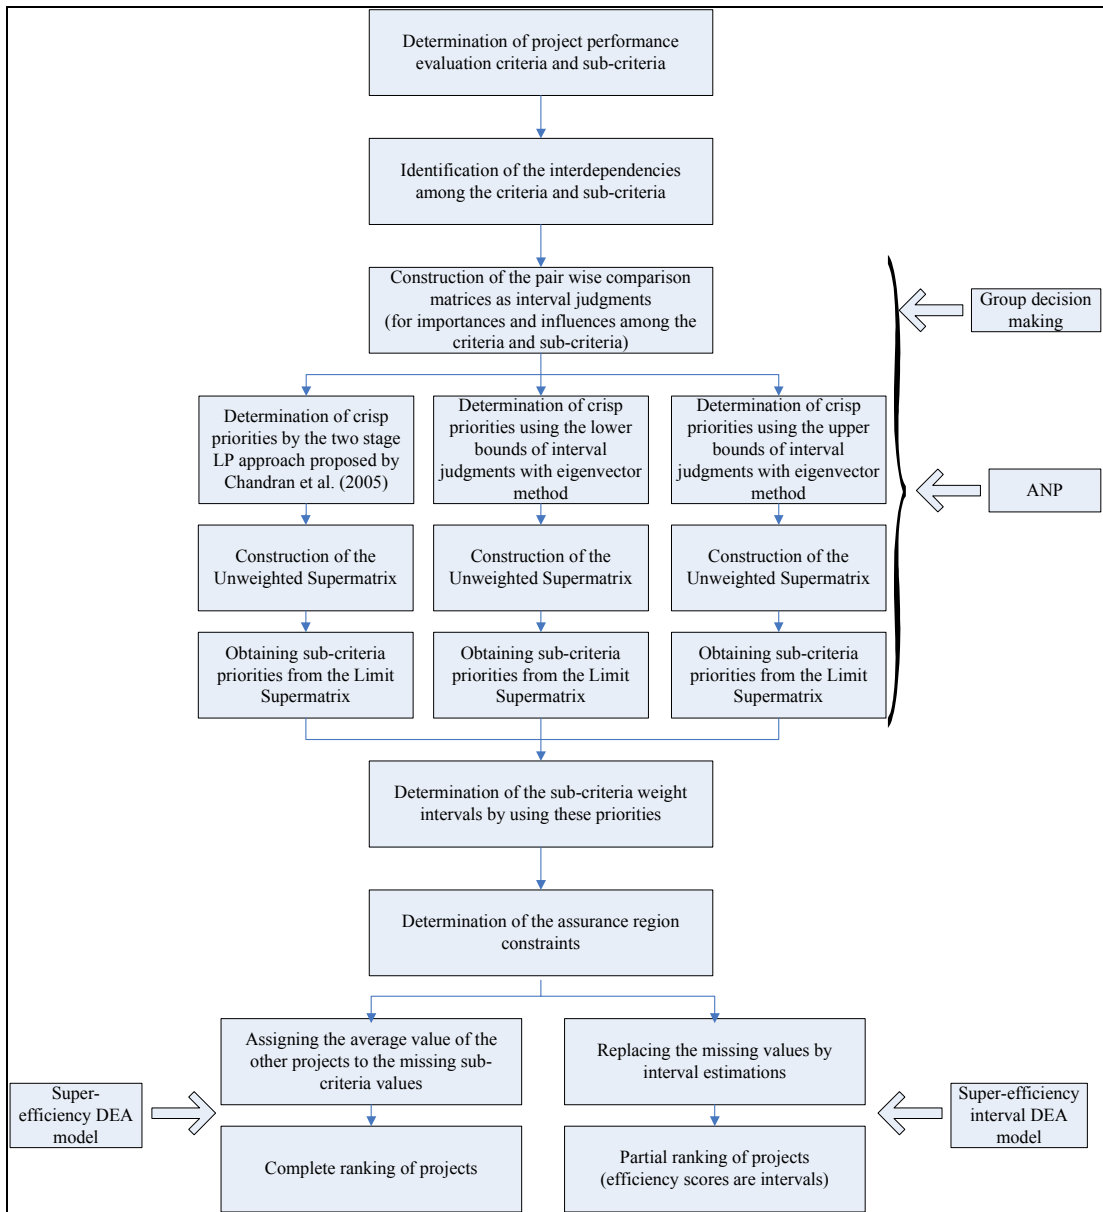 Determination of project performance
evaluation criteria and sub-criteria
Identification of the interdependencies
among the criteria and sub-criteria
Construction of the pair wise comparison
matrices as interval judgments
(for importances and influences among the
criteria and sub-criteria)
Group decision
making
Determination of crisp
priorities by the two stage
LP approach proposed by
Chandran et al. (2005)
Determination of crisp
priorities using the lower
bounds of interval
judgments with eigenvector
method
Determination of crisp
priorities using the upper
bounds of interval
judgments with eigenvector
method
ANP
Construction of the
Unweighted Supermatrix
Construction of the
Unweighted Supermatrix
Construction of the
Unweighted Supermatrix
Obtaining sub-criteria
priorities from the Limit
Supermatrix
Obtaining sub-criteria
priorities from the Limit
Supermatrix
Obtaining sub-criteria
priorities from the Limit
Supermatrix
Determination of the sub-criteria weight
intervals by using these priorities
Determination of the assurance region
constraints
Assigning the average value of the
other projects to the missing sub-
criteria values
Replacing the missing values by
interval estimations
Super-
efficiency DEA
model
Super-efficiency
interval DEA
model
Complete ranking of projects
Partial ranking of projects
(efficiency scores are intervals)